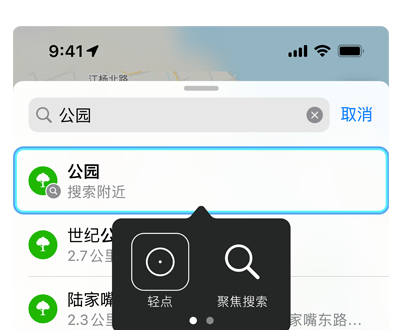 9:41
江杨北路
公园
取消
公园
搜索附近
世纪公
2.7公里
轻点
聚焦搜索
陆家嘴
2.3公里
嘴东路...